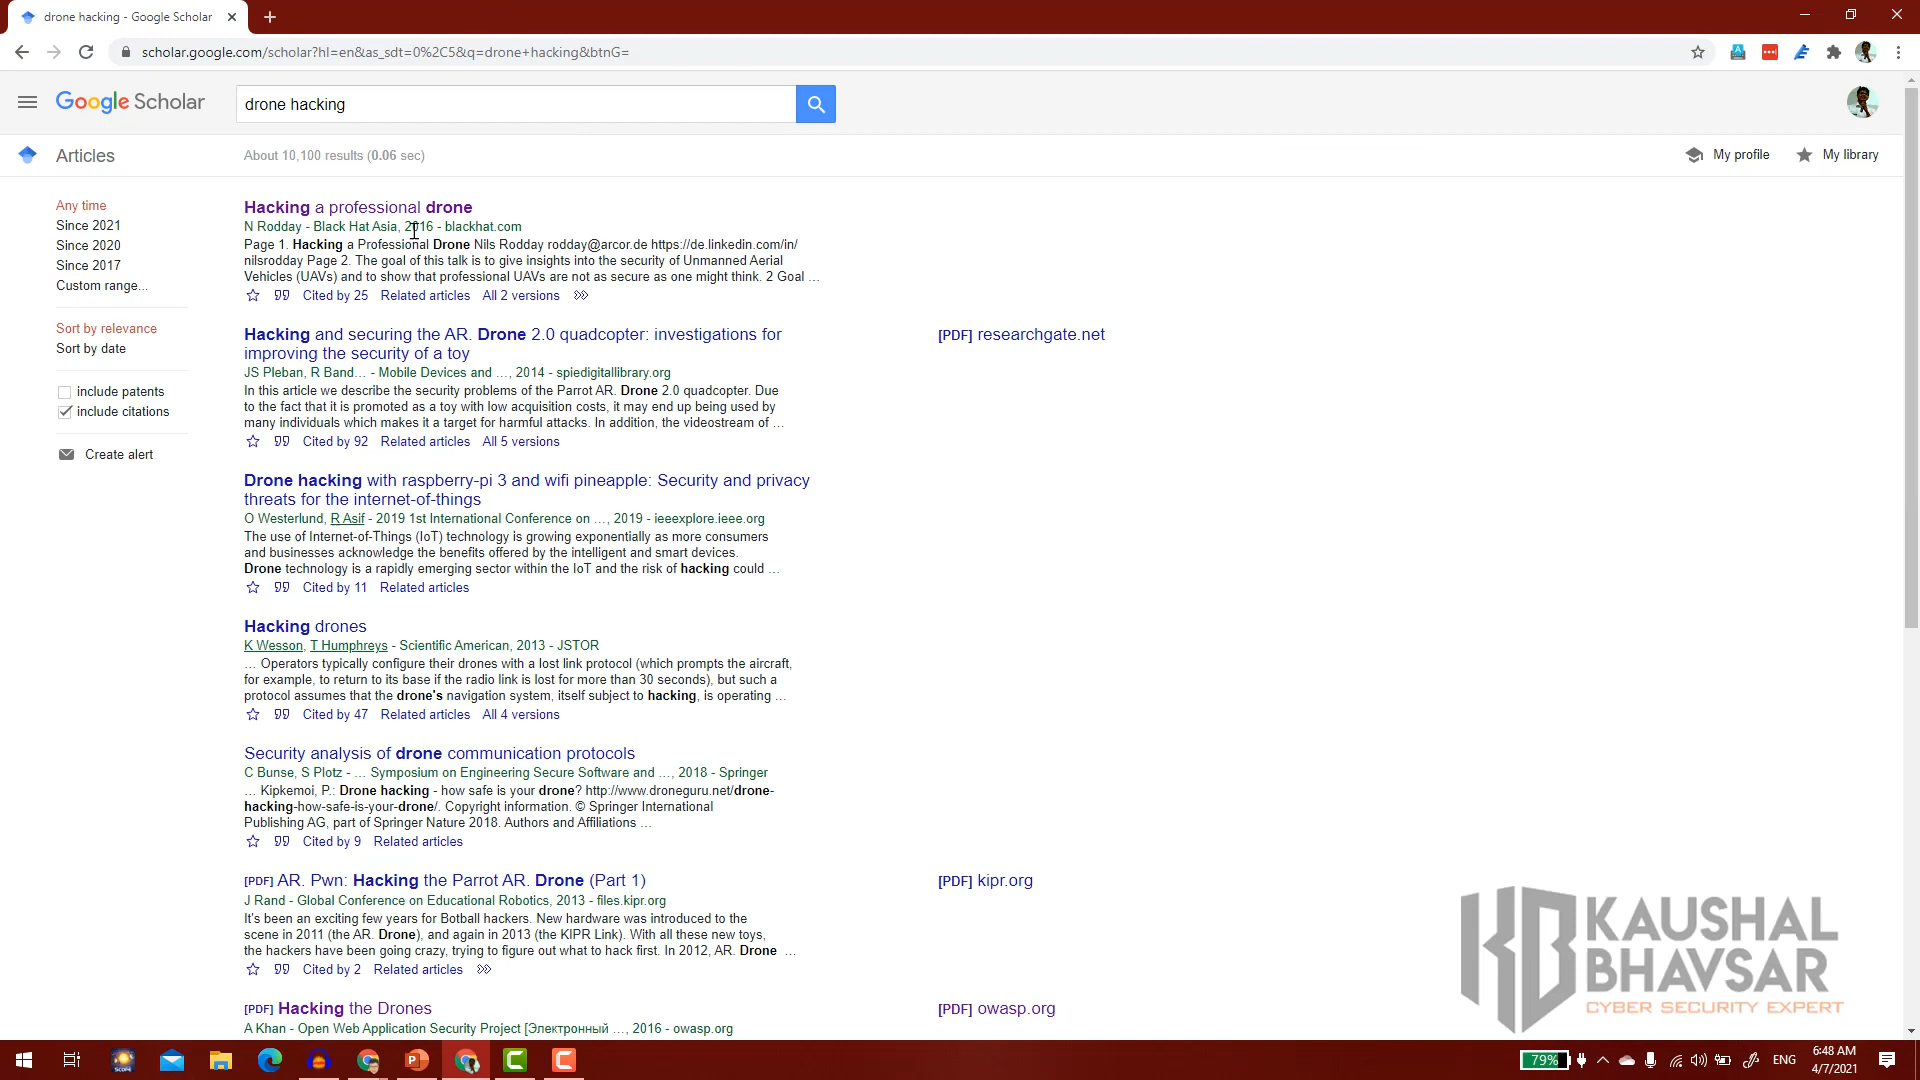 drone hacking - Google Scholar
scholar.google.com/scholar?hl=en&as_sdt=0%2C5&q=drone+hacking&btnG=
Google Scholar
drone hacking
Articles
About 10,100 results (0.06 sec)
My profile
My library
Any time
Since 2021
Since 2020
Since 2017
Custom range...
Sort by relevance
Sort by date
include patents
include citations
Create alert
Hacking a professional drone
N Rodday - Black Hat Asia, 2016 - blackhat.com
Page 1. Hacking a Professional Drone Nils Rodday rodday@arcor.de https://de.linkedin.com/in/
nilsrodday Page 2. The goal of this talk is to give insights into the security of Unmanned Aerial
Vehicles (UAVs) and to show that professional UAVs are not as secure as one might think. 2 Goal ...
Cited by 25 Related articles All 2 versions
Hacking and securing the AR. Drone 2.0 quadcopter: investigations for
improving the security of a toy
[PDF] researchgate.net
JS Pleban, R Band... - Mobile Devices and ..., 2014 - spiedigitallibrary.org
In this article we describe the security problems of the Parrot AR. Drone 2.0 quadcopter. Due
to the fact that it is promoted as a toy with low acquisition costs, it may end up being used by
many individuals which makes it a target for harmful attacks. In addition, the videostream of ...
Cited by 92 Related articles All 5 versions
Drone hacking with raspberry-pi 3 and wifi pineapple: Security and privacy
threats for the internet-of-things
O Westerlund, R Asif - 2019 1st International Conference on ..., 2019 - ieeexplore.ieee.org
The use of Internet-of-Things (IoT) technology is growing exponentially as more consumers
and businesses acknowledge the benefits offered by the intelligent and smart devices.
Drone technology is a rapidly emerging sector within the IoT and the risk of hacking could ...
Cited by 11 Related articles
Hacking drones
K Wesson, T Humphreys - Scientific American, 2013 - JSTOR
... Operators typically configure their drones with a lost link protocol (which prompts the aircraft,
for example, to return to its base if the radio link is lost for more than 30 seconds), but such a
protocol assumes that the drone's navigation system, itself subject to hacking, is operating ...
Cited by 47 Related articles All 4 versions
Security analysis of drone communication protocols
C Bunse, S Plotz - ... Symposium on Engineering Secure Software and ..., 2018 - Springer
... Kipkemoi, P.: Drone hacking - how safe is your drone? http://www.droneguru.net/drone-
hacking-how-safe-is-your-drone/. Copyright information. © Springer International
Publishing AG, part of Springer Nature 2018. Authors and Affiliations ...
Cited by 9 Related articles
[PDF] AR. Pwn: Hacking the Parrot AR. Drone (Part 1)
[PDF] kipr.org
J Rand - Global Conference on Educational Robotics, 2013 - files.kipr.org
It's been an exciting few years for Botball hackers. New hardware was introduced to the
scene in 2011 (the AR. Drone), and again in 2013 (the KIPR Link). With all these new toys,
the hackers have been going crazy, trying to figure out what to hack first. In 2012, AR. Drone ...
Cited by 2 Related articles
[PDF] Hacking the Drones
[PDF] owasp.org
A Khan - Open Web Application Security Project [Электронный ..., 2016 - owasp.org
KB KAUSHAL
BHAVSAR
CYBER SECURITY EXPERT
79%
ENG
6:48 AM
4/7/2021